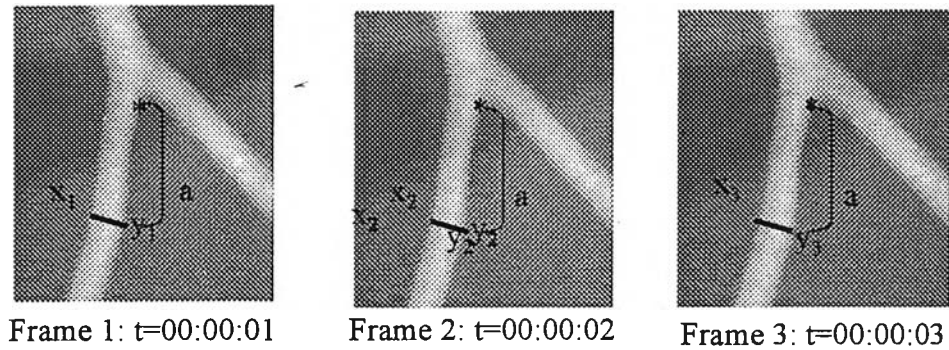 x₁ a y₁
x₂ x₂ a y₂ y₂
x₃ a y₃
Frame 1: t=00:00:01
Frame 2: t=00:00:02
Frame 3: t=00:00:03